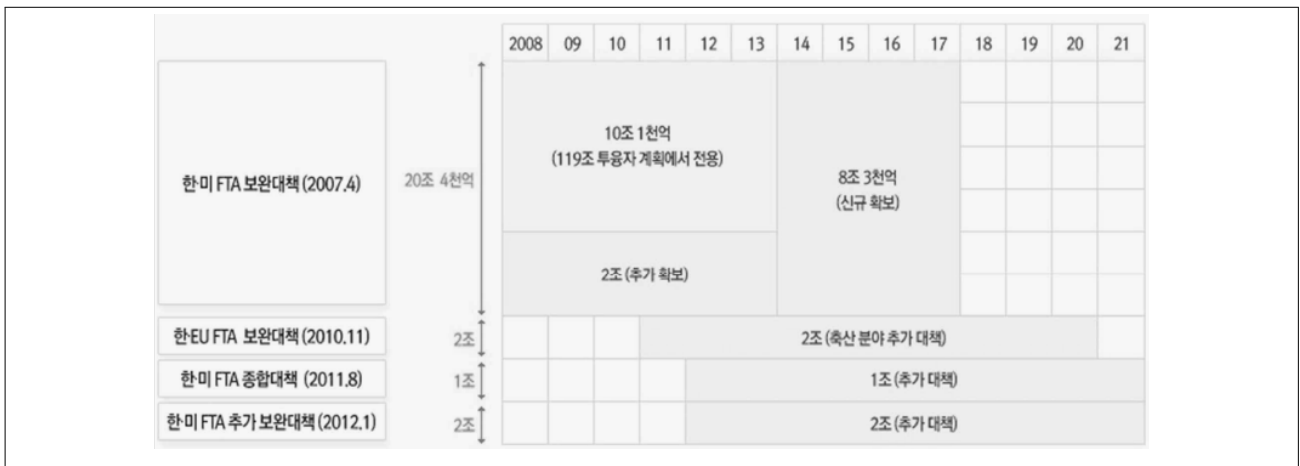 2008 09 10 11 12 13 14 15 16 17 18 19 20 21
한·미 FTA 보완대책 (2007.4)
20조 4천억
10조 1천억
(119조 투융자 계획에서 전용)
2조 (추가 확보)
8조 3천억
(신규 확보)
한·EU FTA 보완대책 (2010.11)
2조
2조 (축산 분야 추가 대책)
한·미 FTA 종합대책 (2011.8)
1조
1조 (추가 대책)
한·미 FTA 추가 보완대책 (2012.1)
2조
2조 (추가 대책)